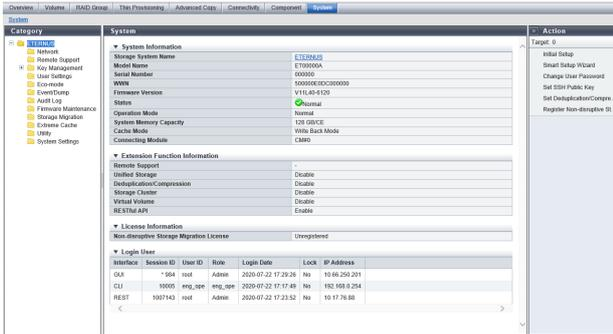 Overview Volume RAID Group Thin Provisioning Advanced Copy Connectivity Component System
System
Category
ETERNUS
Network
Remote Support
Key Management
User Settings
Eco-mode
Event/Dump
Audit Log
Firmware Maintenance
Storage Migration
Extreme Cache
Utility
System Settings
System
System Information
Storage System Name ETERNUS
Model Name ET00000A
Serial Number 000000
WWN 500000E0DC000000
Firmware Version V11L40-6120
Status Normal
Operation Mode Normal
System Memory Capacity 128 GB/CE
Cache Mode Write Back Mode
Connecting Module CM#0
Extension Function Information
Remote Support -
Unified Storage Disable
Deduplication/Compression Disable
Storage Cluster Disable
Virtual Volume Disable
RESTful API Enable
License Information
Non-disruptive Storage Migration License Unregistered
Login User
Interface Session ID User ID Role Login Date Lock IP Address
GUI * 984 root Admin 2020-07-22 17:29:26 No 10.66.250.201
CLI 10005 eng_ope eng_ope 2020-07-22 17:17:49 No 192.168.0.254
REST 1007143 root Admin 2020-07-22 17:23:52 No 10.17.76.88
Action
Target: 0
Initial Setup
Smart Setup Wizard
Change User Password
Set SSH Public Key
Set Deduplication/Compre
Register Non-disruptive St